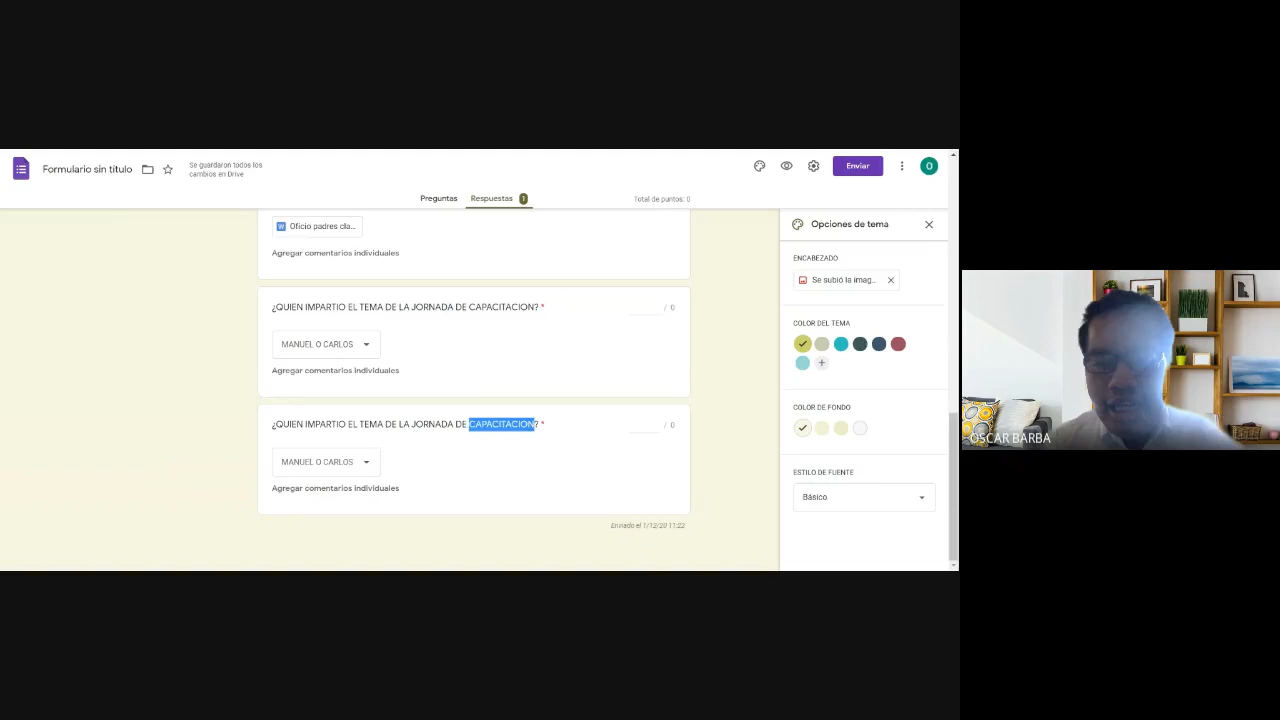 Formulario sin título
Se guardaron todos los
cambios en Drive
Enviar
O
Preguntas
Respuestas 1
Total de puntos: 0
W Oficio padres cla...
Agregar comentarios individuales
¿QUIEN IMPARTIO EL TEMA DE LA JORNADA DE CAPACITACION? *
/ 0
MANUEL O CARLOS
Agregar comentarios individuales
¿QUIEN IMPARTIO EL TEMA DE LA JORNADA DE CAPACITACION? *
/ 0
MANUEL O CARLOS
Agregar comentarios individuales
Enviado el 1/12/20 11:22
Opciones de tema
ENCABEZADO
Se subió la imag...
COLOR DEL TEMA
COLOR DE FONDO
ESTILO DE FUENTE
Básico
OSCAR BARBA